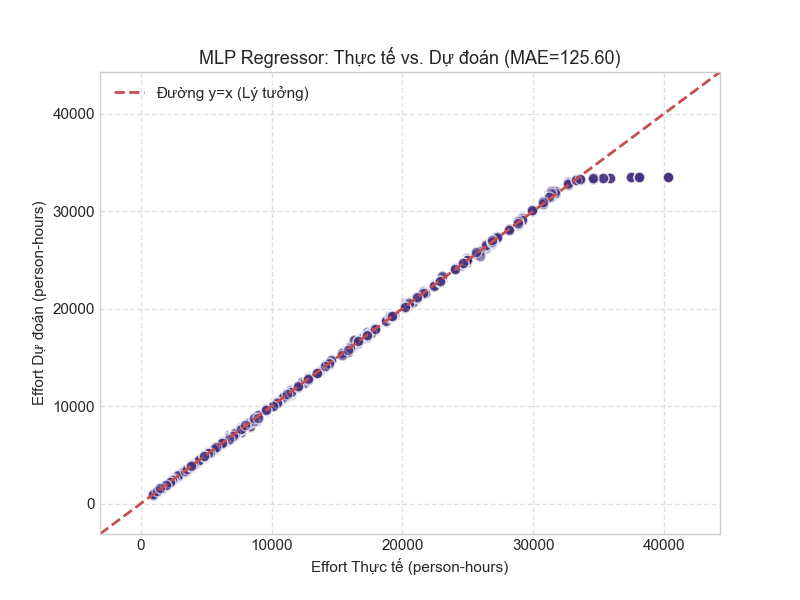 MLP Regressor: Thực tế vs. Dự đoán (MAE=125.60)
Đường y=x (Lý tưởng)
40000
30000
20000
10000
0
Effort Dự đoán (person-hours)
0 10000 20000 30000 40000
Effort Thực tế (person-hours)